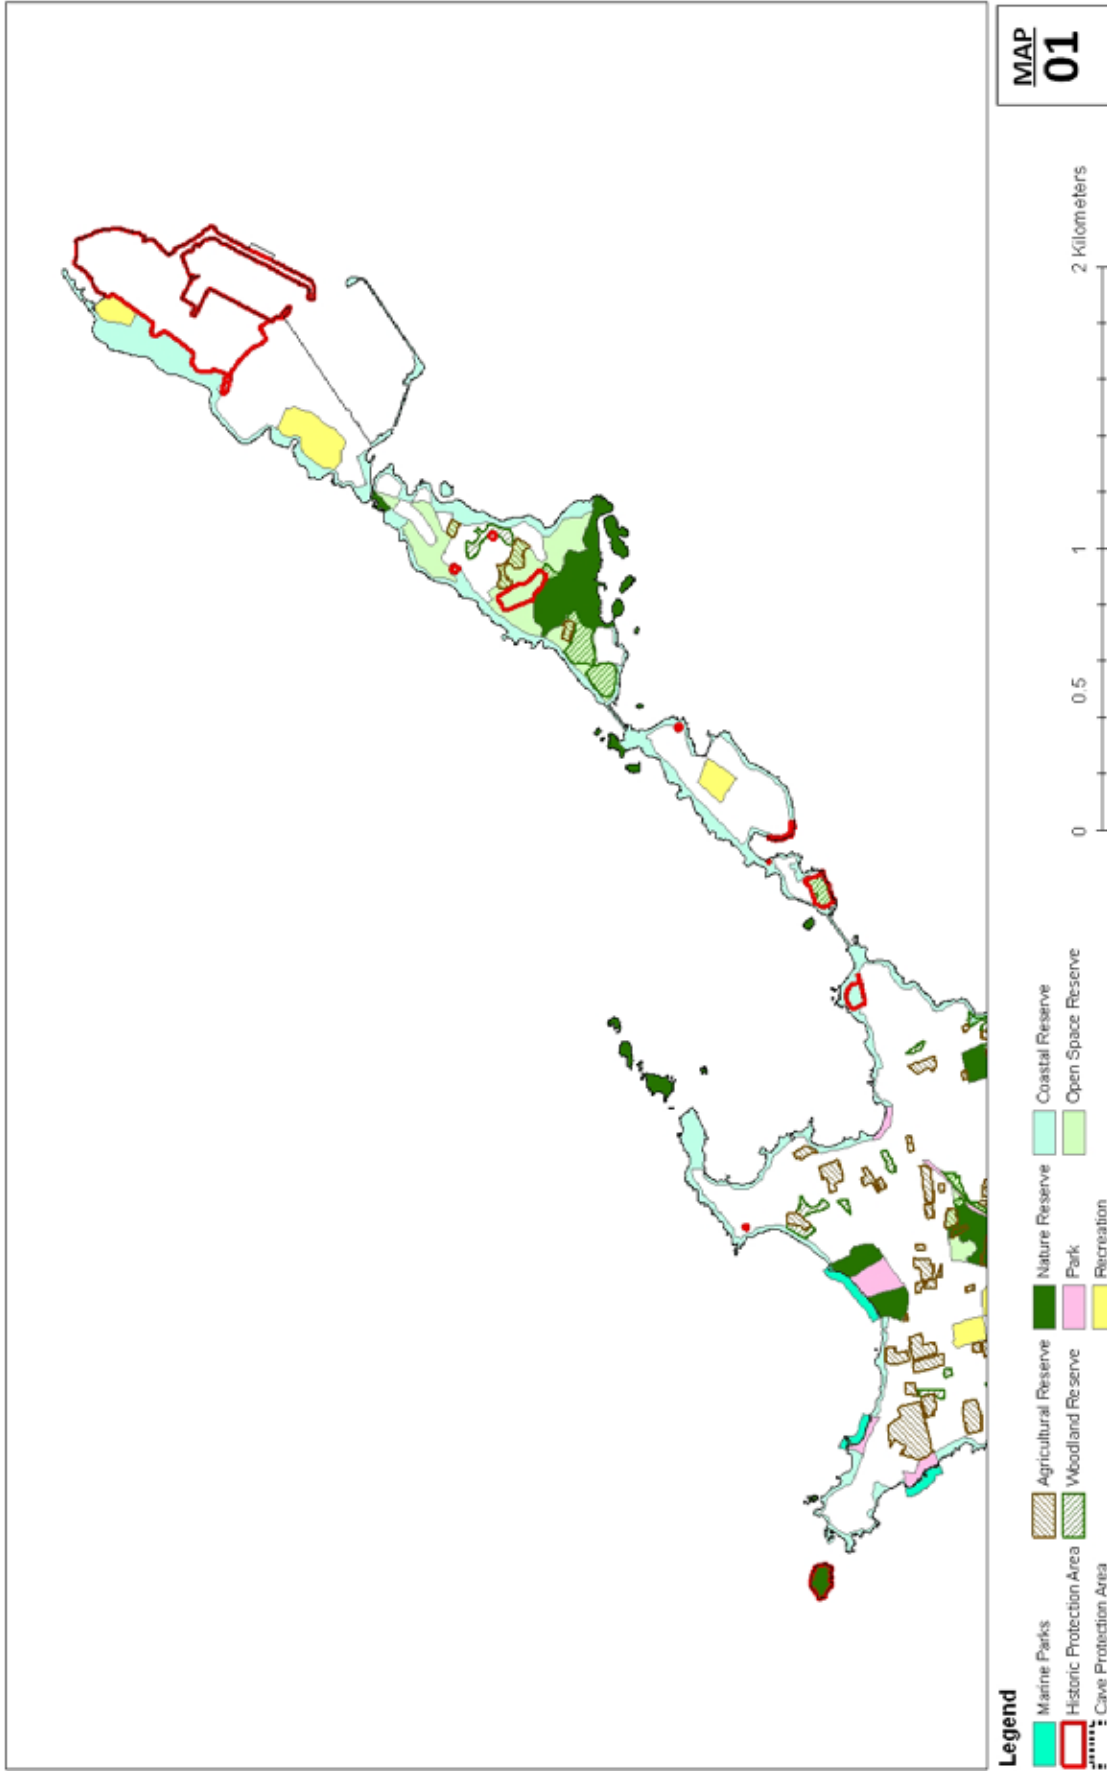 MAP
01
Legend
Marine Parks
Historic Protection Area
Cave Protection Area
Agricultural Reserve
Woodland Reserve
Nature Reserve
Park
Recreation
Coastal Reserve
Open Space Reserve
0 0.5 1 2 Kilometers